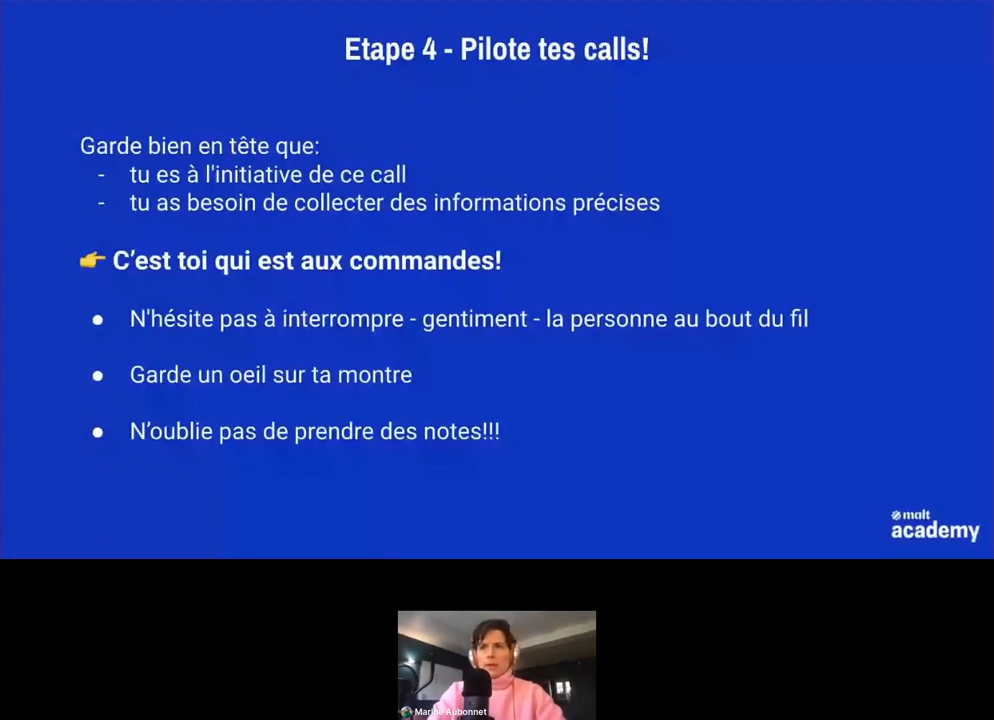 Etape 4 - Pilote tes calls!
Garde bien en tête que:
- tu es à l'initiative de ce call
- tu as besoin de collecter des informations précises
👉 C’est toi qui est aux commandes!
● N'hésite pas à interrompre - gentiment - la personne au bout du fil
● Garde un oeil sur ta montre
● N’oublie pas de prendre des notes!!!
malt
academy
Marine Aubonnet